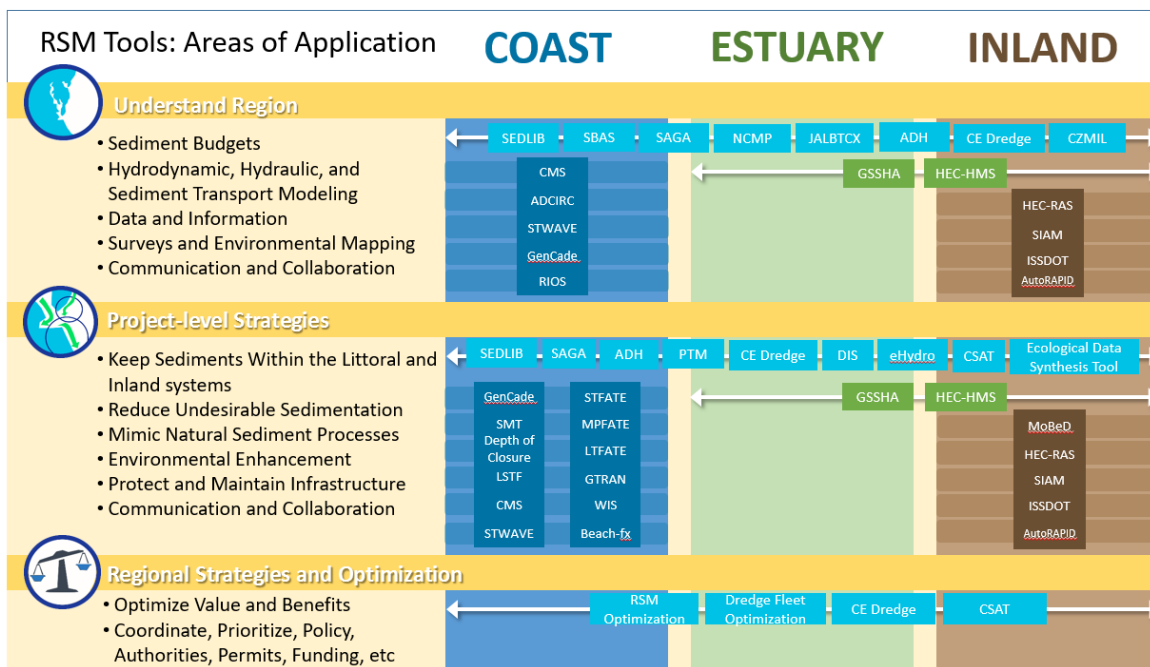 RSM Tools: Areas of Application
COAST
ESTUARY
INLAND
Understand Region
• Sediment Budgets
• Hydrodynamic, Hydraulic, and
Sediment Transport Modeling
• Data and Information
• Surveys and Environmental Mapping
• Communication and Collaboration
SEDLIB
SBAS
SAGA
NCMP
JALBTCX
ADH
CE Dredge
CZMIL
GSSHA
HEC-HMS
CMS
ADCIRC
STWAVE
GenCade
RIOS
HEC-RAS
SIAM
ISSDOT
AutoRAPID
Project-level Strategies
• Keep Sediments Within the Littoral and
Inland systems
• Reduce Undesirable Sedimentation
• Mimic Natural Sediment Processes
• Environmental Enhancement
• Protect and Maintain Infrastructure
• Communication and Collaboration
SEDLIB
SAGA
ADH
PTM
CE Dredge
DIS
eHydro
CSAT
Ecological Data
Synthesis Tool
GSSHA
HEC-HMS
GenCade
SMT
Depth of
Closure
LSTF
CMS
STWAVE
STFATE
MPFATE
LTFATE
GTRAN
WIS
Beach-fx
MoBeD
HEC-RAS
SIAM
ISSDOT
AutoRAPID
Regional Strategies and Optimization
• Optimize Value and Benefits
• Coordinate, Prioritize, Policy,
Authorities, Permits, Funding, etc
RSM
Optimization
Dredge Fleet
Optimization
CE Dredge
CSAT